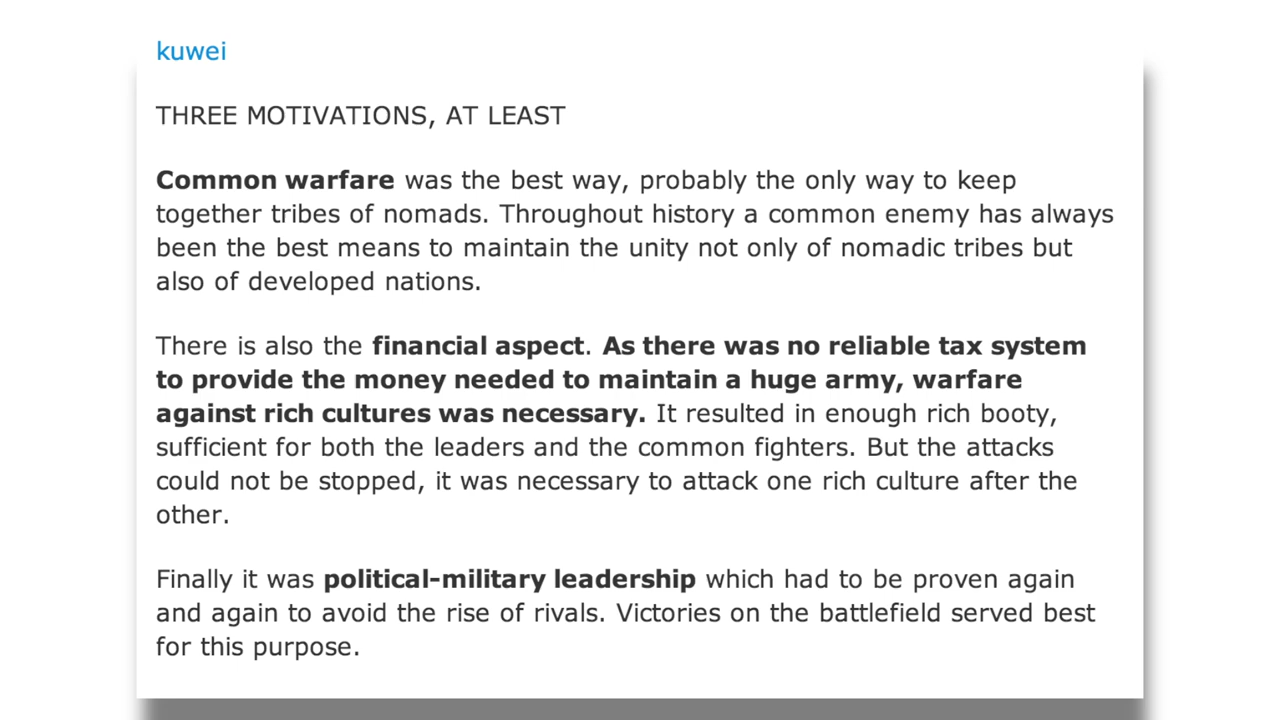 kuwei
THREE MOTIVATIONS, AT LEAST
Common warfare was the best way, probably the only way to keep
together tribes of nomads. Throughout history a common enemy has always
been the best means to maintain the unity not only of nomadic tribes but
also of developed nations.
There is also the financial aspect. As there was no reliable tax system
to provide the money needed to maintain a huge army, warfare
against rich cultures was necessary. It resulted in enough rich booty,
sufficient for both the leaders and the common fighters. But the attacks
could not be stopped, it was necessary to attack one rich culture after the
other.
Finally it was political-military leadership which had to be proven again
and again to avoid the rise of rivals. Victories on the battlefield served best
for this purpose.